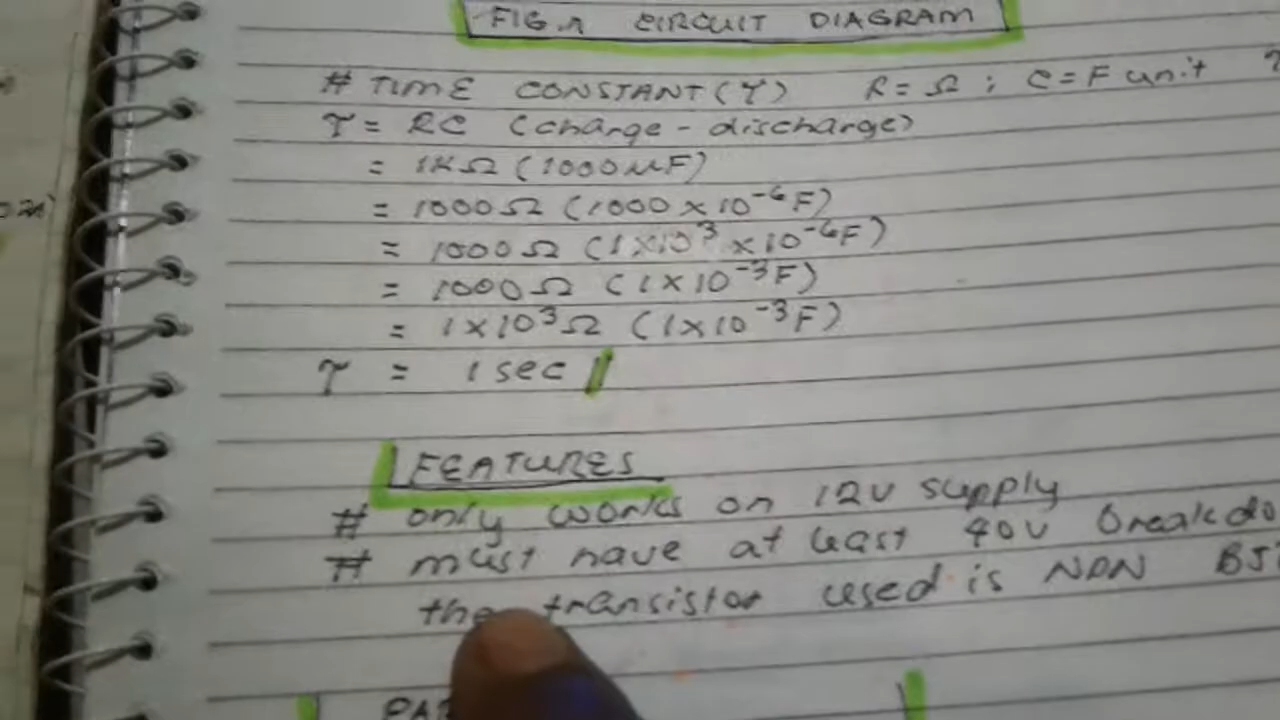 FIG.1 CIRCUIT DIAGRAM
# TIME CONSTANT (τ) R = Ω ; C = F unit
τ = RC (charge - discharge)
= 1KΩ (1000μF)
= 1000Ω (1000 × 10⁻⁶F)
= 1000Ω (1×10³ × 10⁻⁶F)
= 1000Ω (1×10⁻³F)
= 1×10³Ω (1×10⁻³F)
τ = 1sec
FEATURES
# only works on 12V supply
# must have at least 40V breakdo
the transistor used is NPN BJ